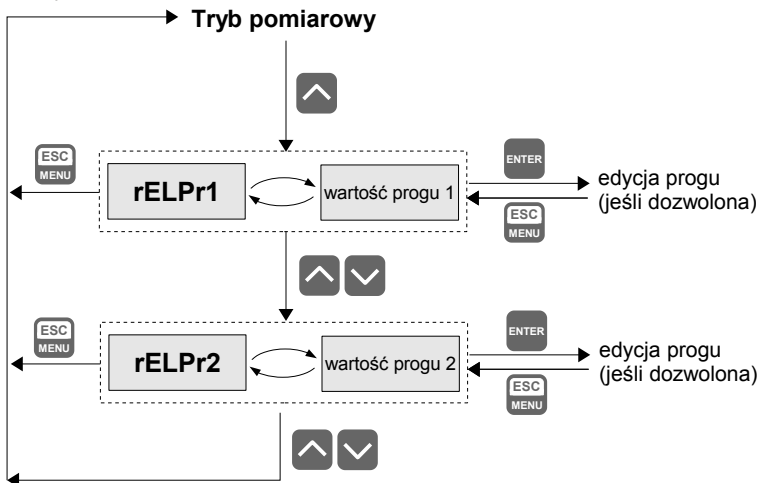 Tryb pomiarowy
ESC
MENU
rELPr1
wartość progu 1
ENTER
ESC
MENU
edycja progu
(jeśli dozwolona)
ESC
MENU
rELPr2
wartość progu 2
ENTER
ESC
MENU
edycja progu
(jeśli dozwolona)